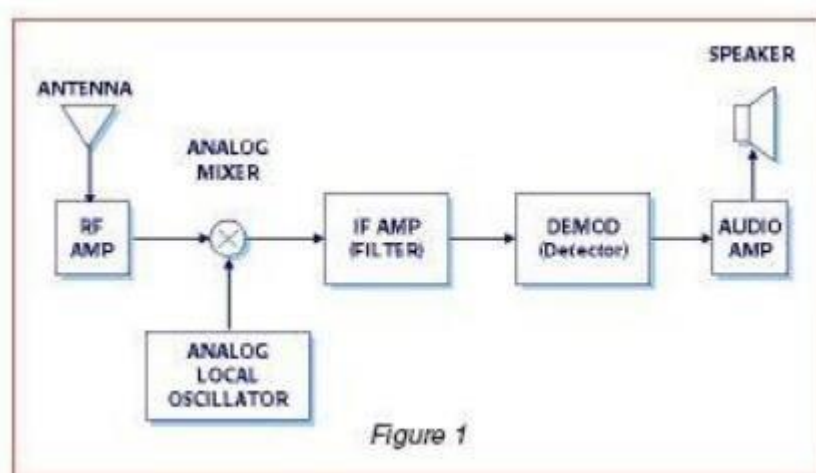 SPEAKER
ANTENNA
ANALOG
MIXER
RF
AMP
IF AMP
(FILTER)
DEMOD
(Detector)
AUDIO
AMP
ANALOG
LOCAL
OSCILLATOR
Figure 1